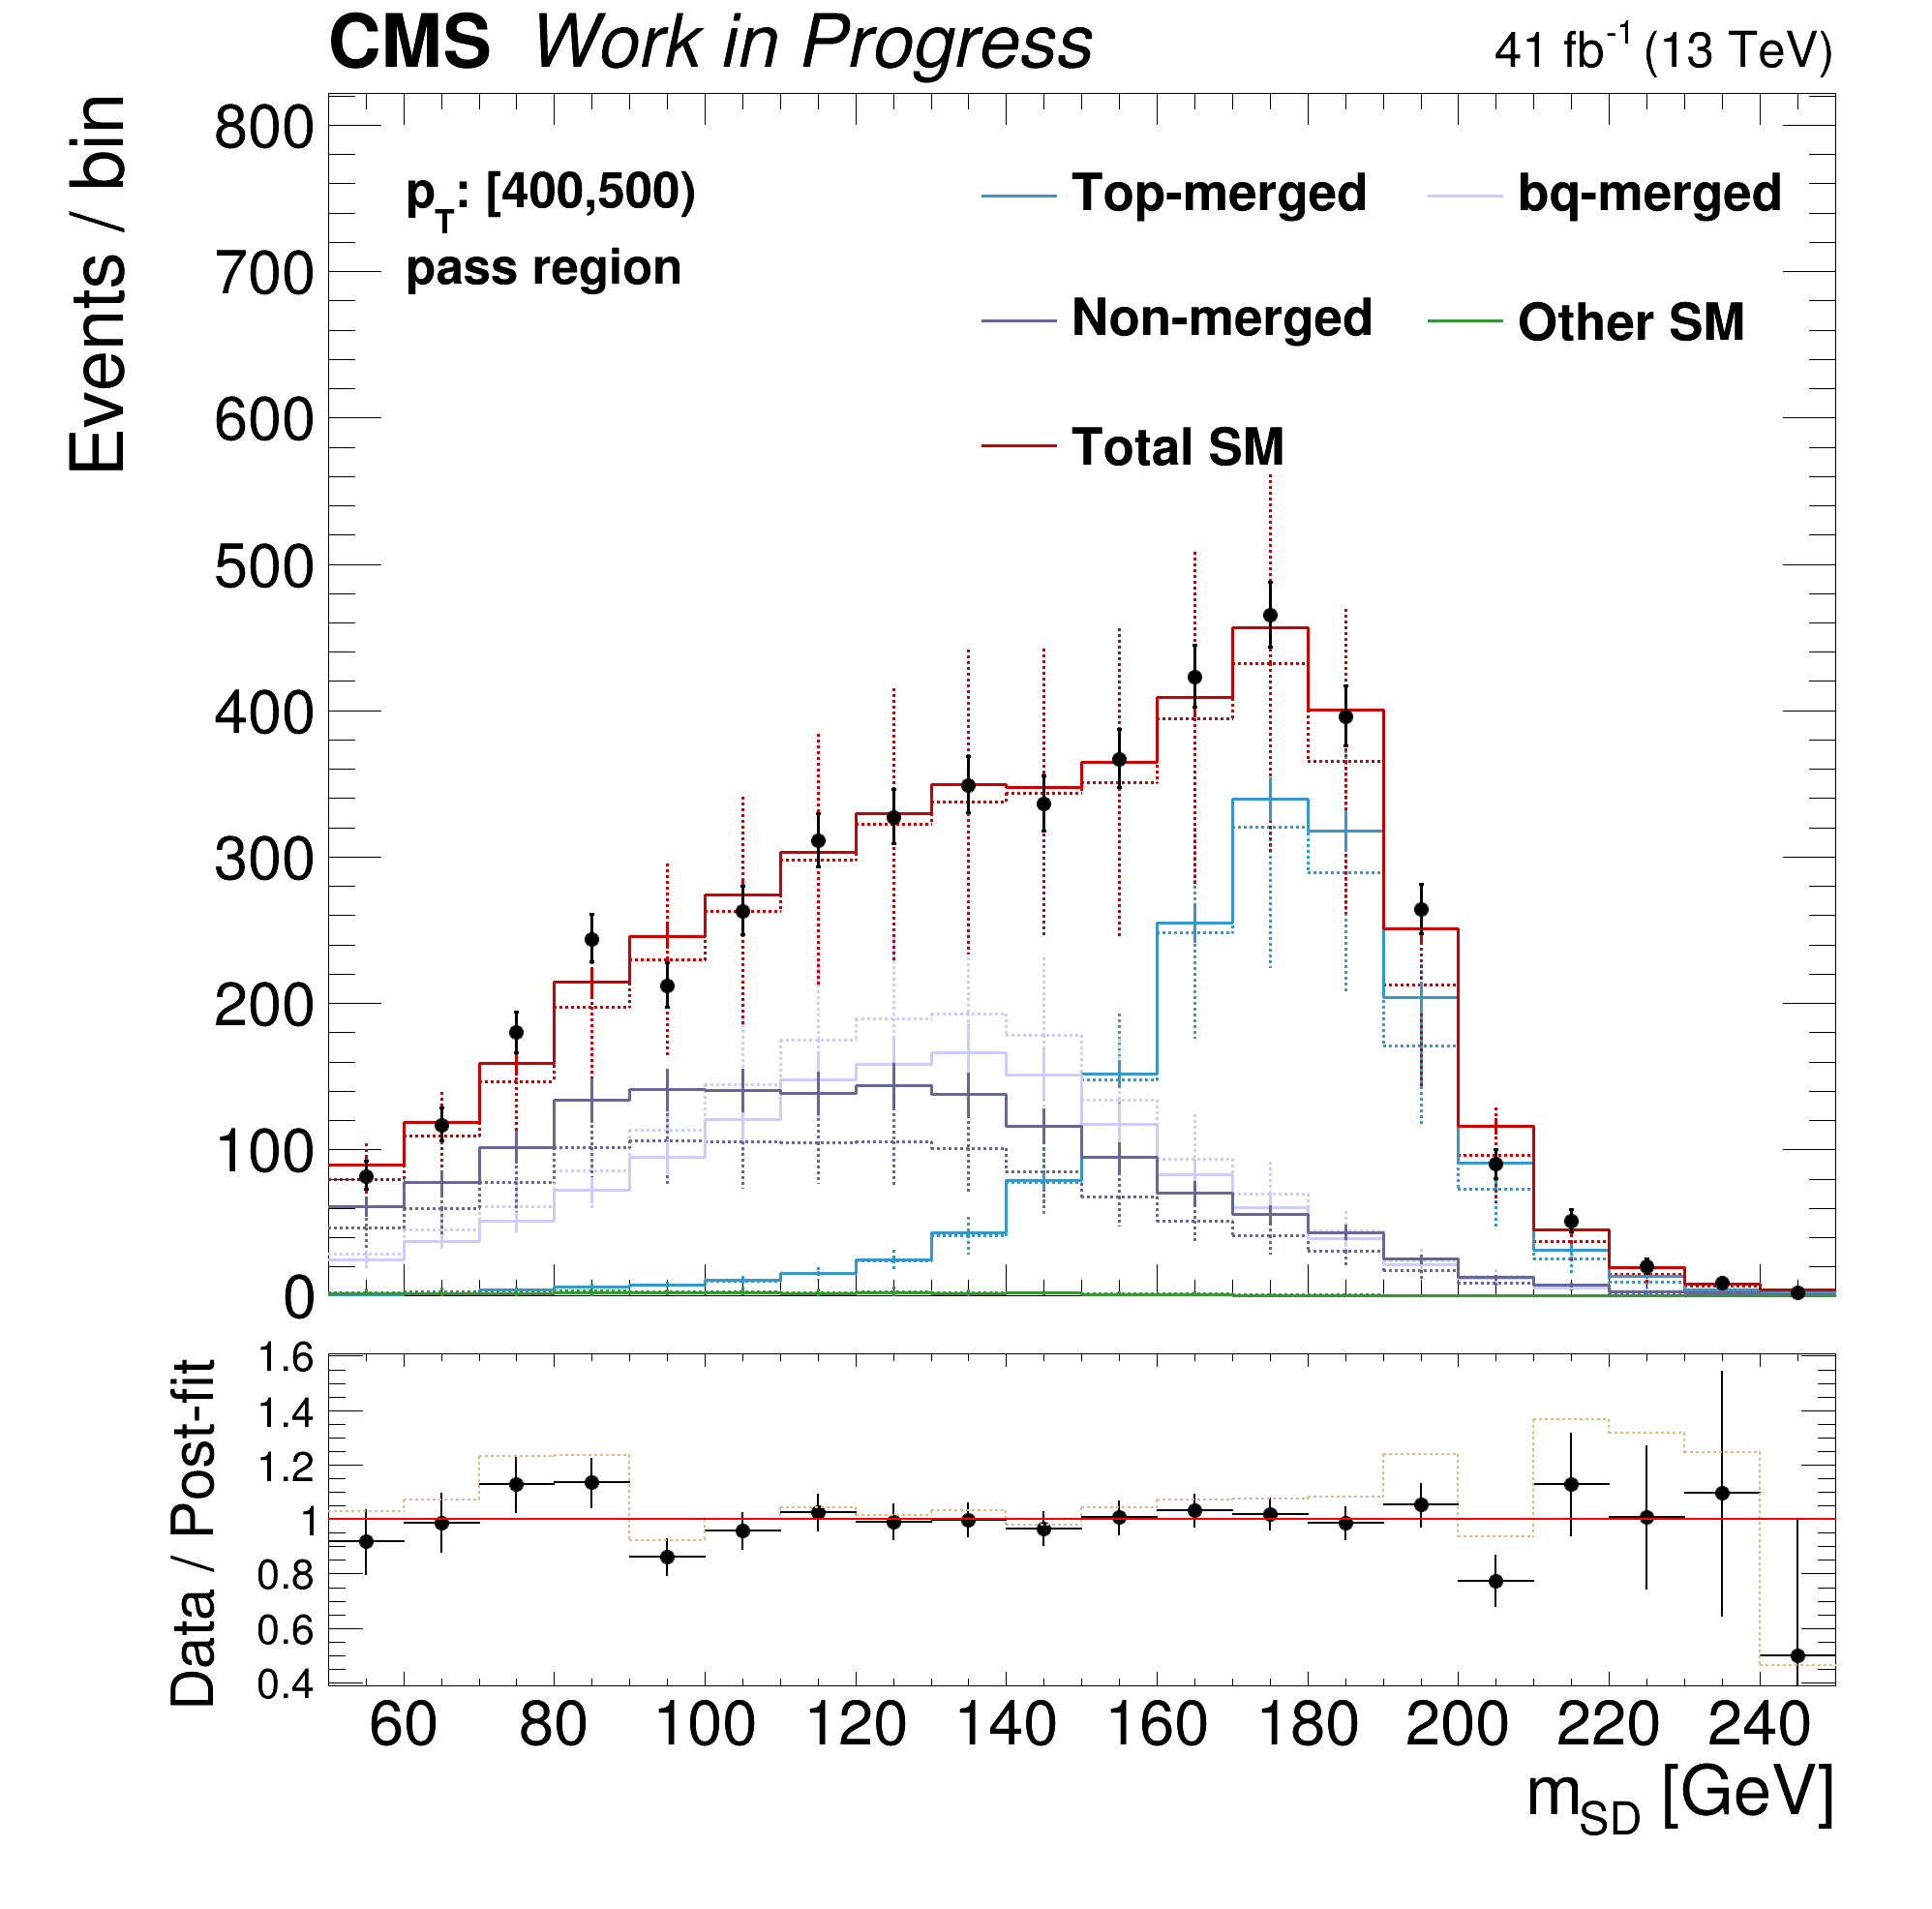 CMS Work in Progress
41 fb-1 (13 TeV)
Events / bin
800
700
600
500
400
300
200
100
0
pT: [400,500)
pass region
Top-merged
bq-merged
Non-merged
Other SM
Total SM
Data / Post-fit
1.6
1.4
1.2
1
0.8
0.6
0.4
60 80 100 120 140 160 180 200 220 240
mSD [GeV]